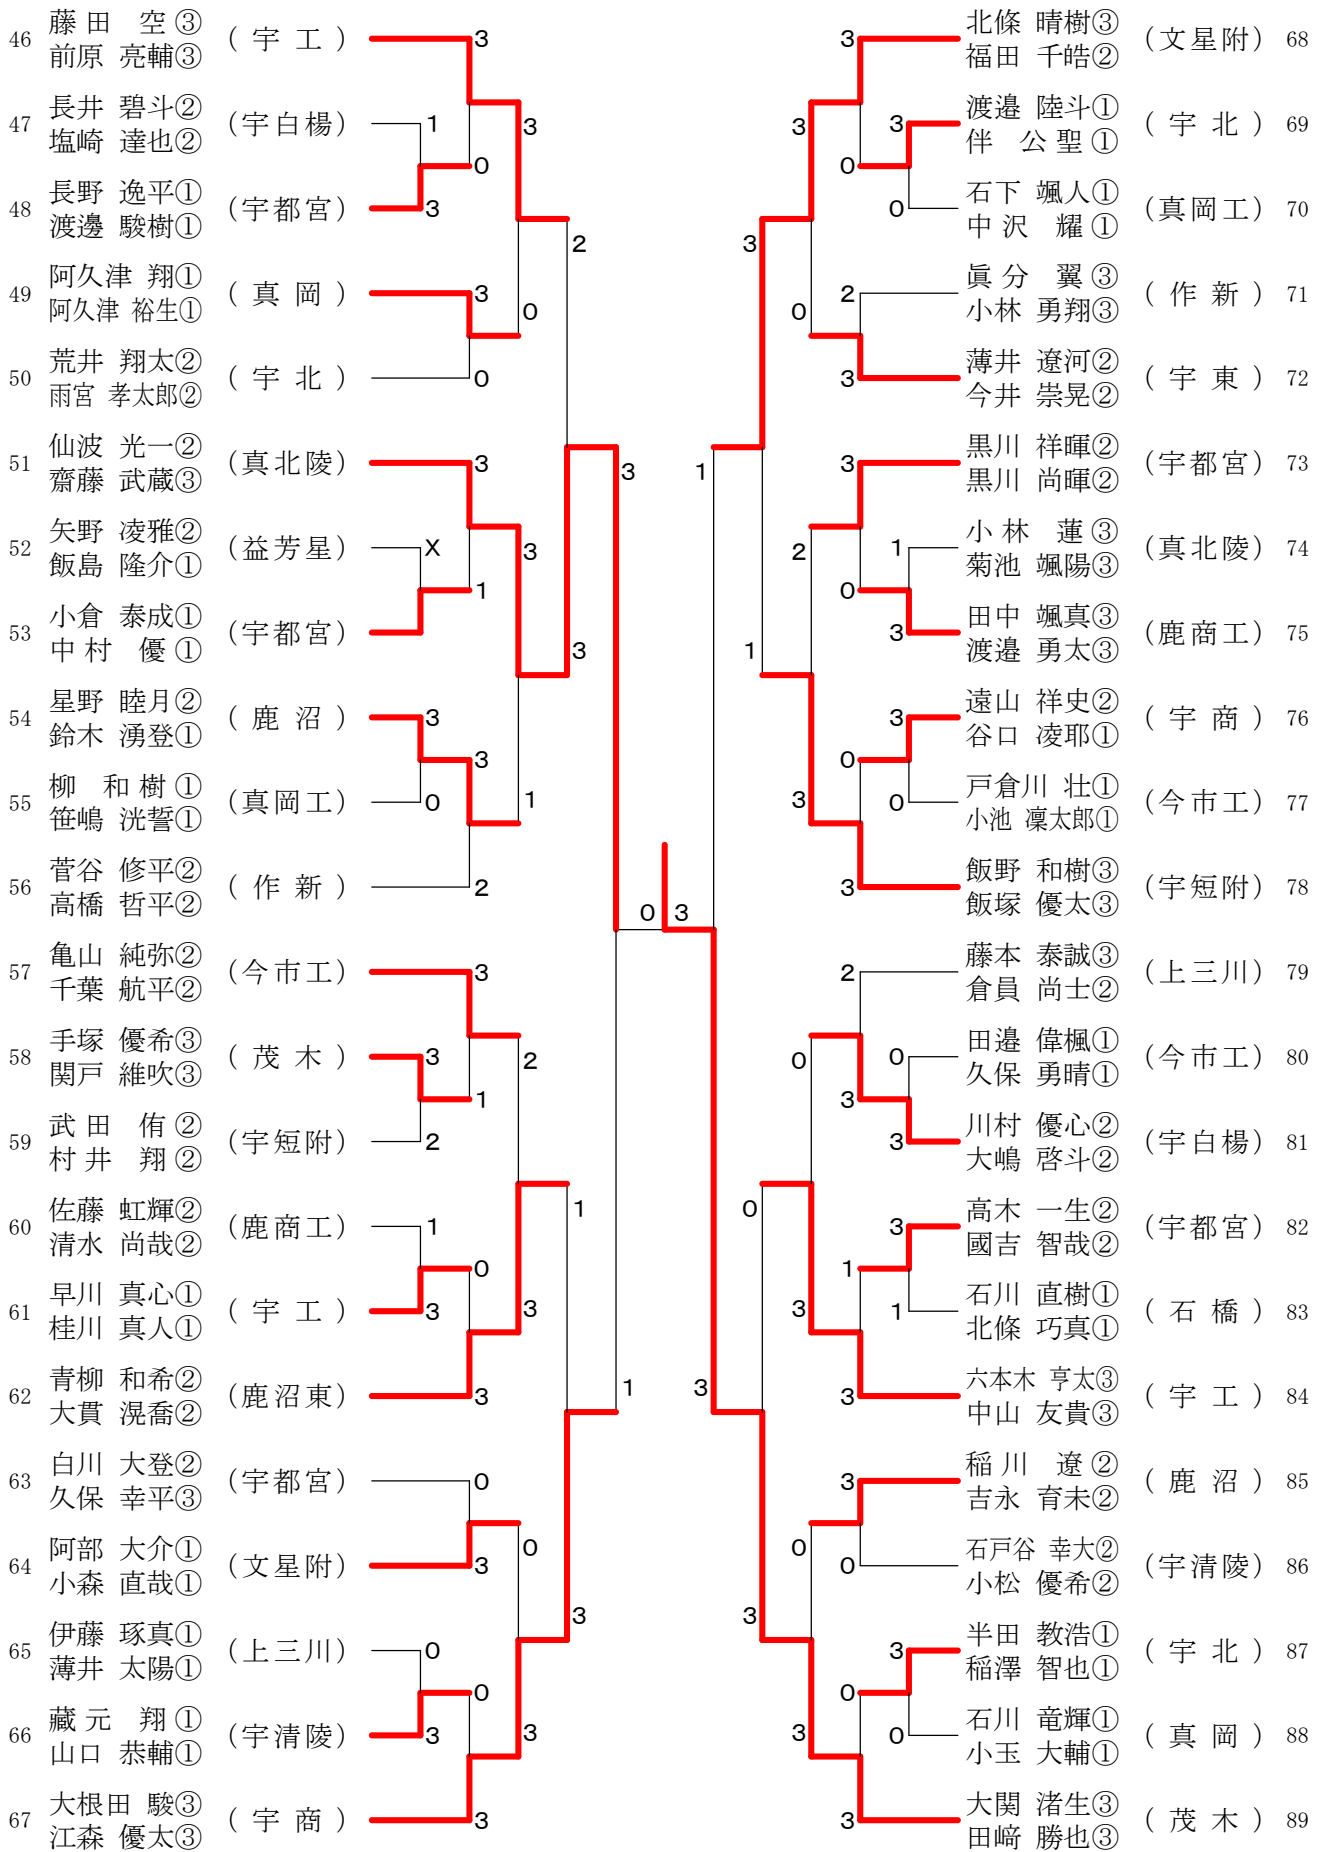 46 藤田 空③ 前原 亮輔③ (宇工) 3
47 長井 碧斗② 塩崎 達也② (宇白楊) 1
0
48 長野 逸平① 渡邊 駿樹① (宇都宮) 3
3
49 阿久津 翔① 阿久津 裕生① (真岡) 3
0
50 荒井 翔太② 雨宮 孝太郎② (宇北) 0
2
51 仙波 光一② 齋藤 武蔵③ (真北陵) 3
52 矢野 凌雅② 飯島 隆介① (益芳星) X
1
53 小倉 泰成① 中村 優① (宇都宮)
3
54 星野 睦月② 鈴木 湧登① (鹿沼) 3
3
55 柳 和樹① 笹嶋 洸誓① (真岡工) 0
1
56 菅谷 修平② 高橋 哲平② (作新) 2
3
3
57 亀山 純弥② 千葉 航平② (今市工) 3
58 手塚 優希③ 関戸 維吹③ (茂木) 3
1
59 武田 侑② 村井 翔② (宇短附) 2
2
60 佐藤 虹輝② 清水 尚哉② (鹿商工) 1
0
61 早川 真心① 桂川 真人① (宇工) 3
3
62 青柳 和希② 大貫 滉喬② (鹿沼東) 3
1
63 白川 大登② 久保 幸平③ (宇都宮) 0
64 阿部 大介① 小森 直哉① (文星附) 3
0
65 伊藤 琢真① 薄井 太陽① (上三川) 0
0
66 藏元 翔① 山口 恭輔① (宇清陵) 3
3
67 大根田 駿③ 江森 優太③ (宇商) 3
3
1
0 3
3 北條 晴樹③ 福田 千皓② (文星附) 68
3 渡邉 陸斗① 伴 公聖① (宇北) 69
0
0 石下 颯人① 中沢 耀① (真岡工) 70
3
2 眞分 翼③ 小林 勇翔③ (作新) 71
0
3 薄井 遼河② 今井 崇晃② (宇東) 72
3
3 黒川 祥暉② 黒川 尚暉② (宇都宮) 73
1 小林 蓮③ 菊池 颯陽③ (真北陵) 74
0
3 田中 颯真③ 渡邉 勇太③ (鹿商工) 75
2
3 遠山 祥史② 谷口 凌耶① (宇商) 76
0
0 戸倉川 壮① 小池 凜太郎① (今市工) 77
3
3 飯野 和樹③ 飯塚 優太③ (宇短附) 78
1
1
2 藤本 泰誠③ 倉員 尚士② (上三川) 79
0 田邉 偉楓① 久保 勇晴① (今市工) 80
3
3 川村 優心② 大嶋 啓斗② (宇白楊) 81
0
3 高木 一生② 國吉 智哉② (宇都宮) 82
1
1 石川 直樹① 北條 巧真① (石橋) 83
3
3 六本木 亨太③ 中山 友貴③ (宇工) 84
0
3 稲川 遼② 吉永 育未② (鹿沼) 85
0 石戸谷 幸大② 小松 優希② (宇清陵) 86
0
3 半田 教浩① 稲澤 智也① (宇北) 87
0
0 石川 竜輝① 小玉 大輔① (真岡) 88
3
3 大関 渚生③ 田﨑 勝也③ (茂木) 89
3
3